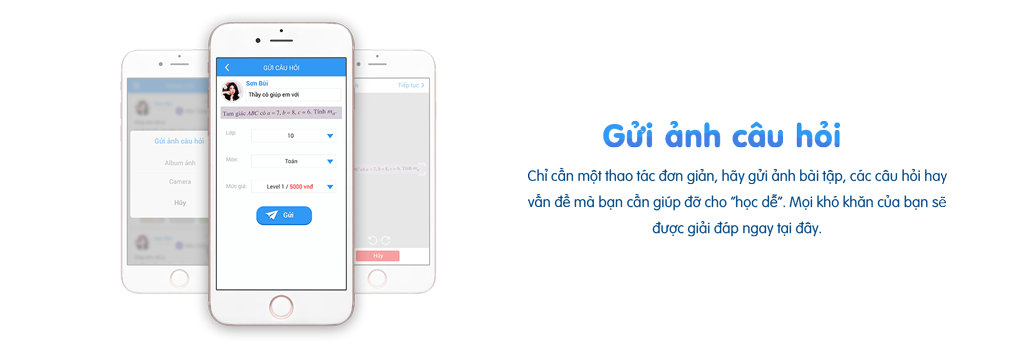 GỬI CÂU HỎI
Sơn Bùi
Thầy cô giúp em với
Tam giác ABC có a = 7, b = 8, c = 6. Tính mₐ.
Lớp:
10
Môn:
Toán
Mức giá:
Level 1 / 5000 vnđ
Gửi
Gửi ảnh câu hỏi
Album ảnh
Camera
Hủy
Tiếp tục
Hủy
Gửi ảnh câu hỏi
Chỉ cần một thao tác đơn giản, hãy gửi ảnh bài tập, các câu hỏi hay
vấn đề mà bạn cần giúp đỡ cho "học dễ". Mọi khó khăn của bạn sẽ
được giải đáp ngay tại đây.